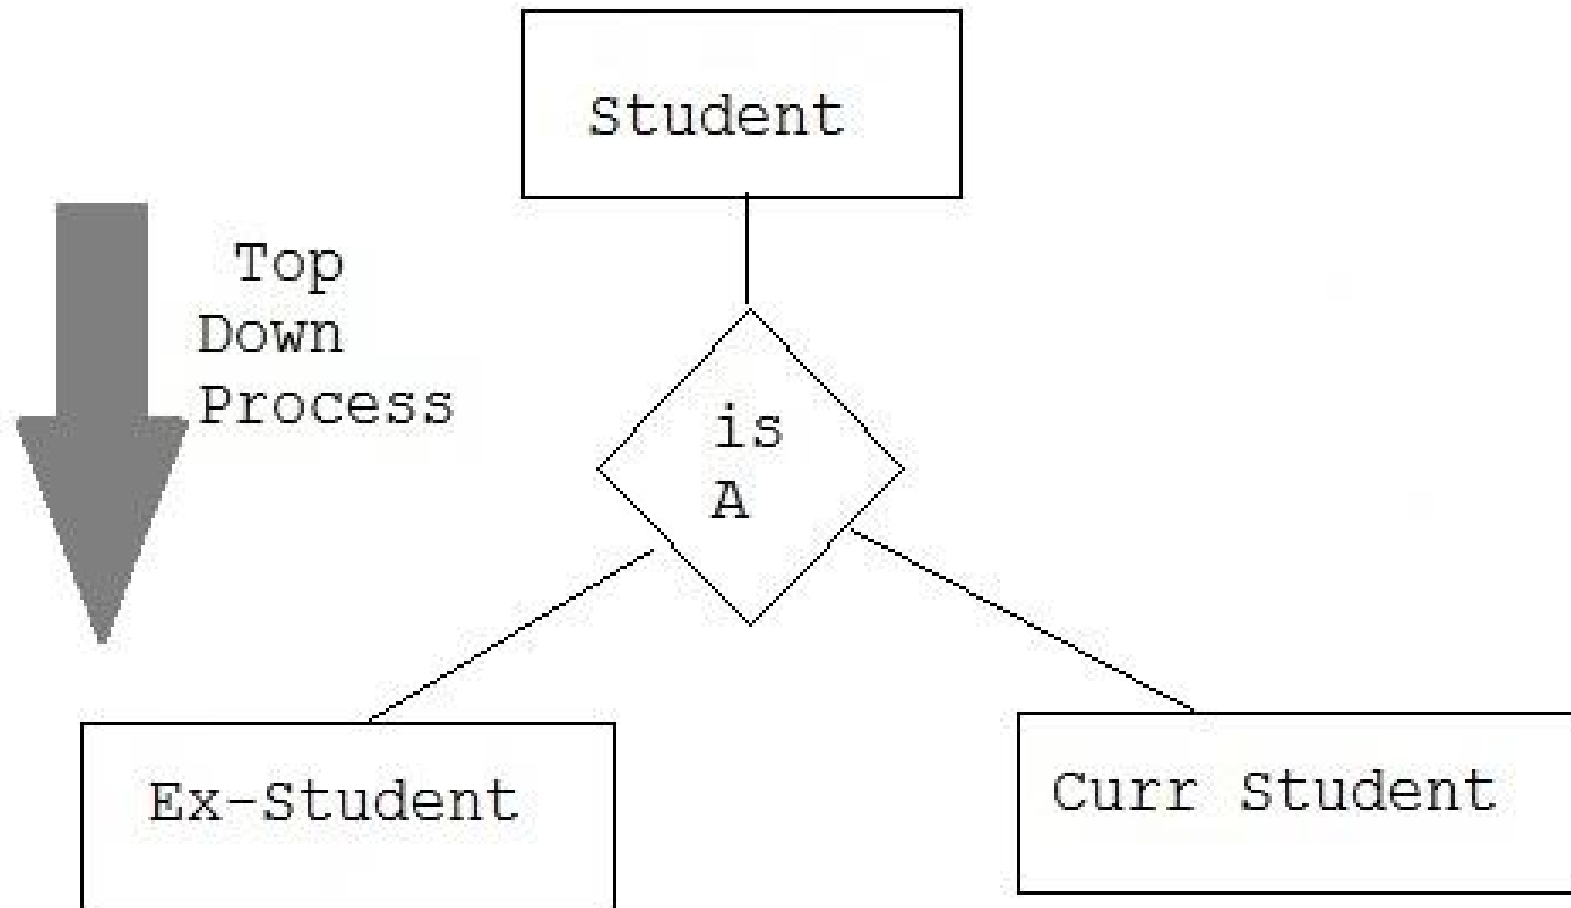 Student
Top
Down
Process
is
A
Ex-Student
Curr Student